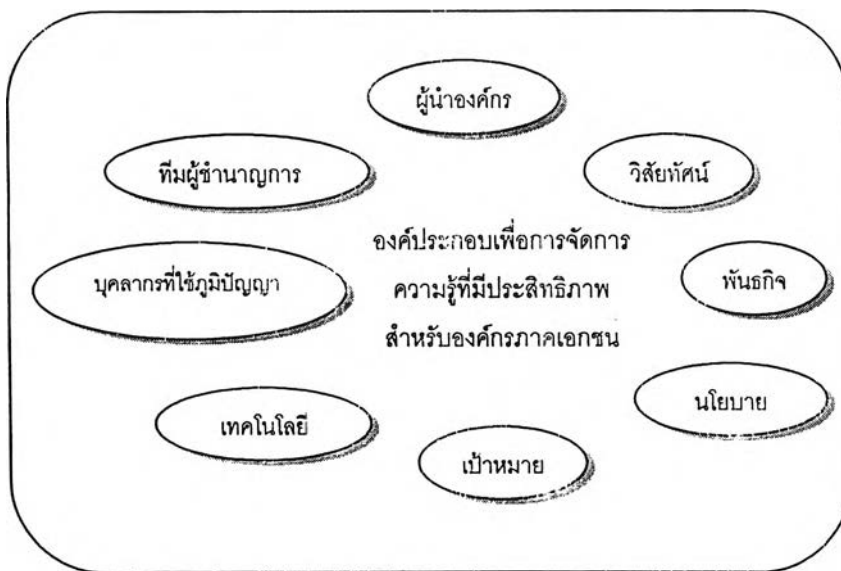 ผู้นำองค์กร
ทีมผู้ชำนาญการ
วิสัยทัศน์
องค์ประกอบเพื่อการจัดการ
ความรู้ที่มีประสิทธิภาพ
สำหรับองค์กรภาคเอกชน
บุคลากรที่ใช้ภูมิปัญญา
พันธกิจ
นโยบาย
เทคโนโลยี
เป้าหมาย